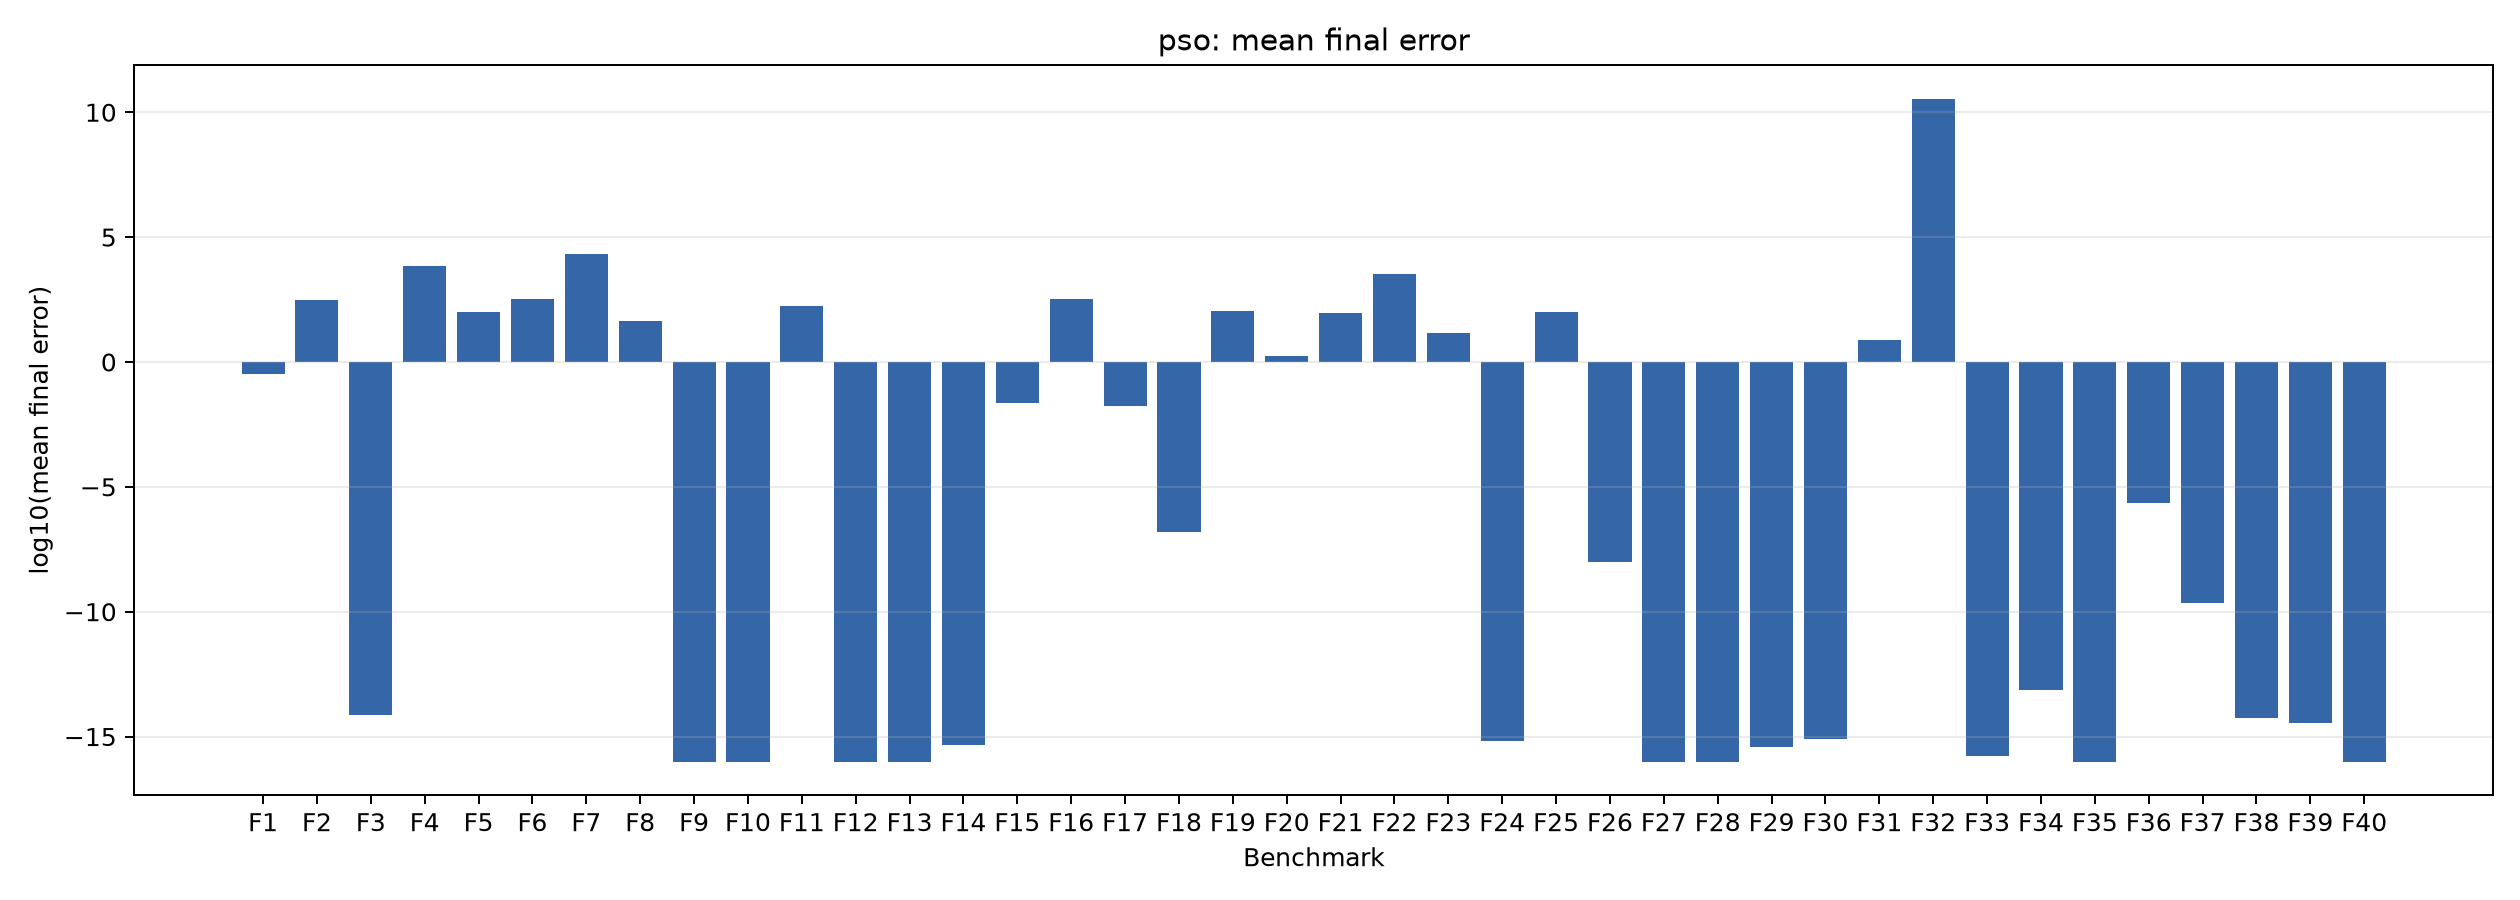 pso: mean final error
log10(mean final error)
10
5
0
−5
−10
−15
F1 F2 F3 F4 F5 F6 F7 F8 F9 F10 F11 F12 F13 F14 F15 F16 F17 F18 F19 F20 F21 F22 F23 F24 F25 F26 F27 F28 F29 F30 F31 F32 F33 F34 F35 F36 F37 F38 F39 F40
Benchmark